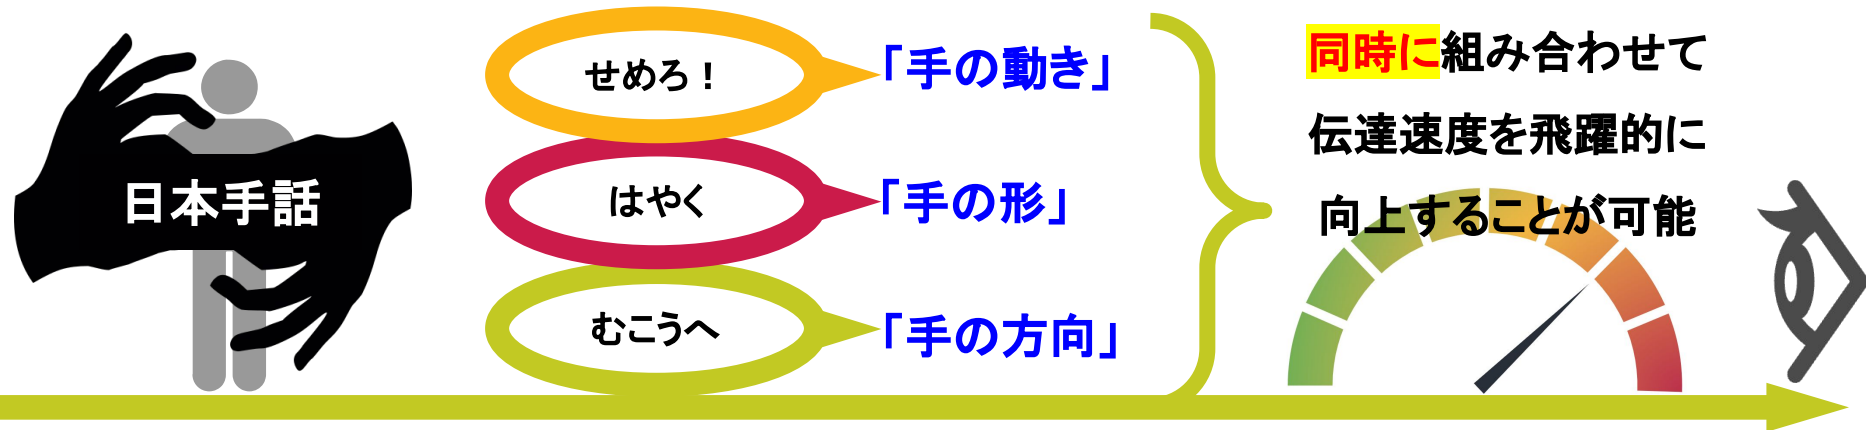 日本手話
せめろ！
「手の動き」
はやく
「手の形」
むこうへ
「手の方向」
同時に組み合わせて
伝達速度を飛躍的に
向上することが可能